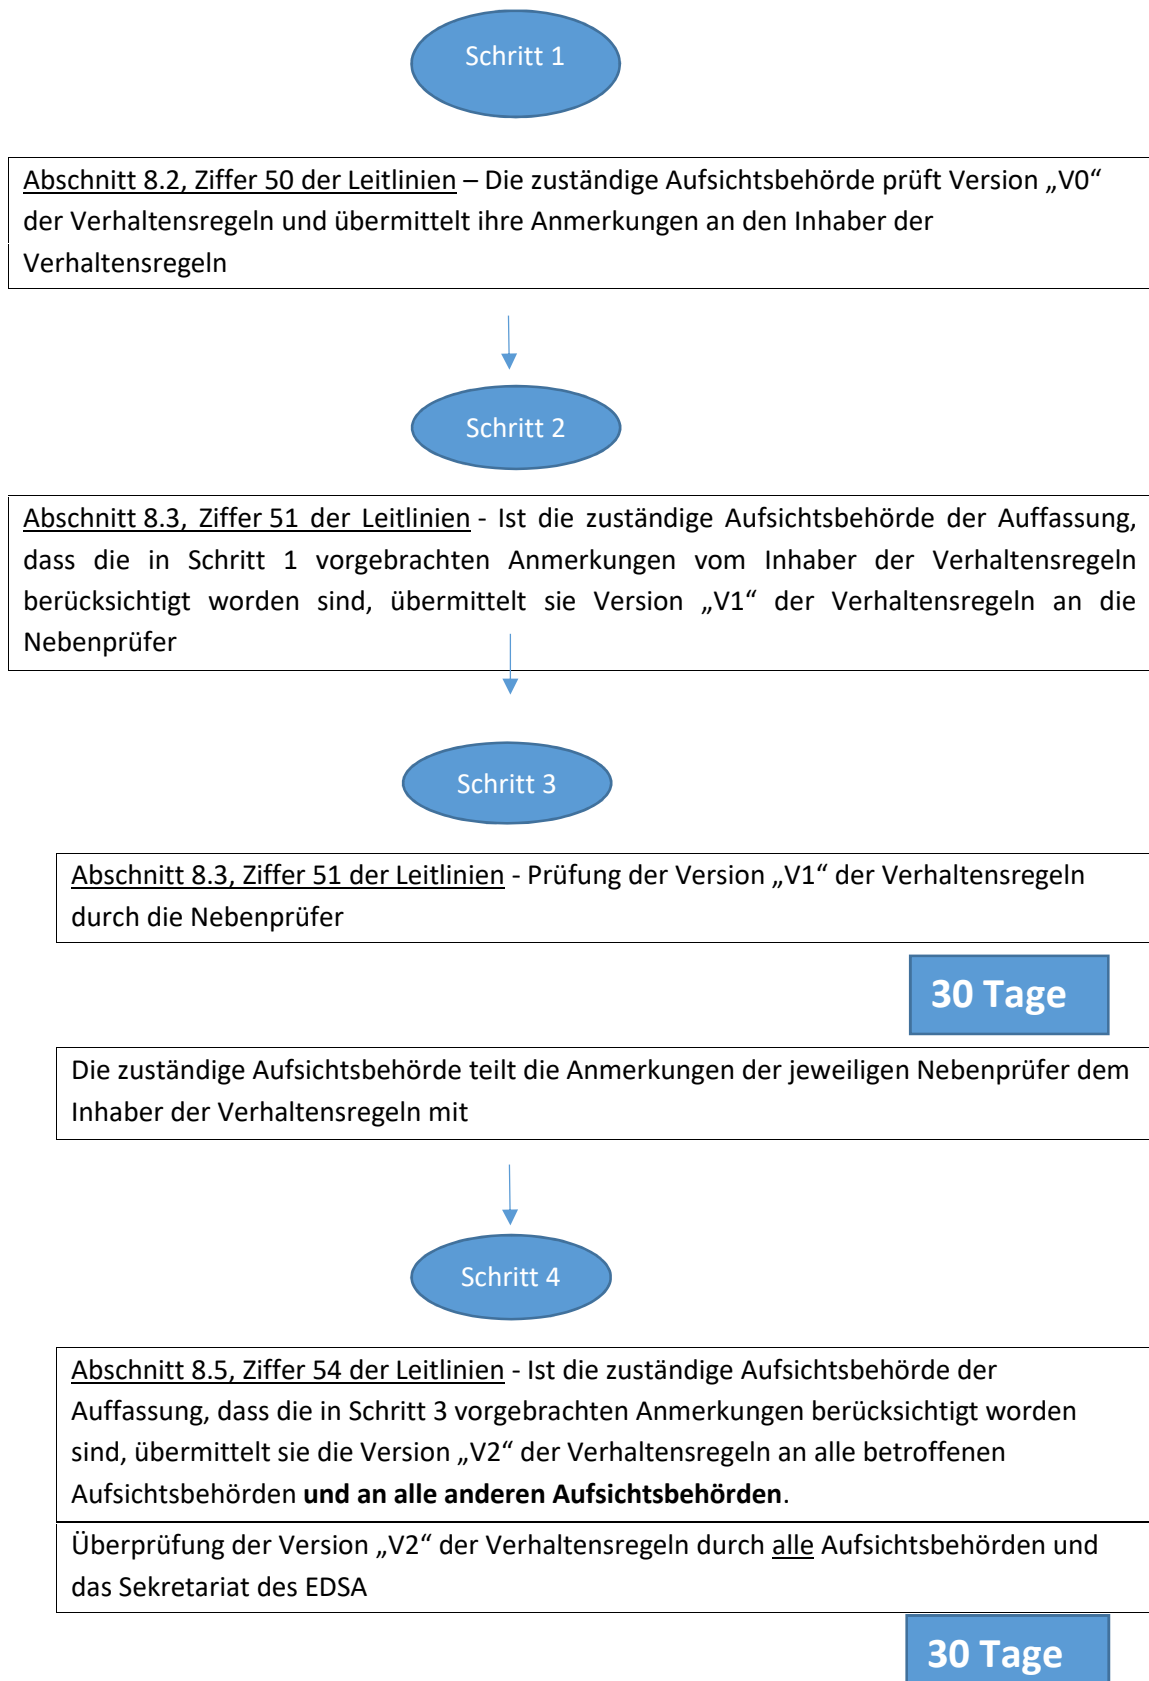 Schritt 1
Abschnitt 8.2, Ziffer 50 der Leitlinien – Die zuständige Aufsichtsbehörde prüft Version „V0“
der Verhaltensregeln und übermittelt ihre Anmerkungen an den Inhaber der
Verhaltensregeln
Schritt 2
Abschnitt 8.3, Ziffer 51 der Leitlinien - Ist die zuständige Aufsichtsbehörde der Auffassung,
dass die in Schritt 1 vorgebrachten Anmerkungen vom Inhaber der Verhaltensregeln
berücksichtigt worden sind, übermittelt sie Version „V1“ der Verhaltensregeln an die
Nebenprüfer
Schritt 3
Abschnitt 8.3, Ziffer 51 der Leitlinien - Prüfung der Version „V1“ der Verhaltensregeln
durch die Nebenprüfer
30 Tage
Die zuständige Aufsichtsbehörde teilt die Anmerkungen der jeweiligen Nebenprüfer dem
Inhaber der Verhaltensregeln mit
Schritt 4
Abschnitt 8.5, Ziffer 54 der Leitlinien - Ist die zuständige Aufsichtsbehörde der
Auffassung, dass die in Schritt 3 vorgebrachten Anmerkungen berücksichtigt worden
sind, übermittelt sie die Version „V2“ der Verhaltensregeln an alle betroffenen
Aufsichtsbehörden und an alle anderen Aufsichtsbehörden.
Überprüfung der Version „V2“ der Verhaltensregeln durch alle Aufsichtsbehörden und
das Sekretariat des EDSA
30 Tage